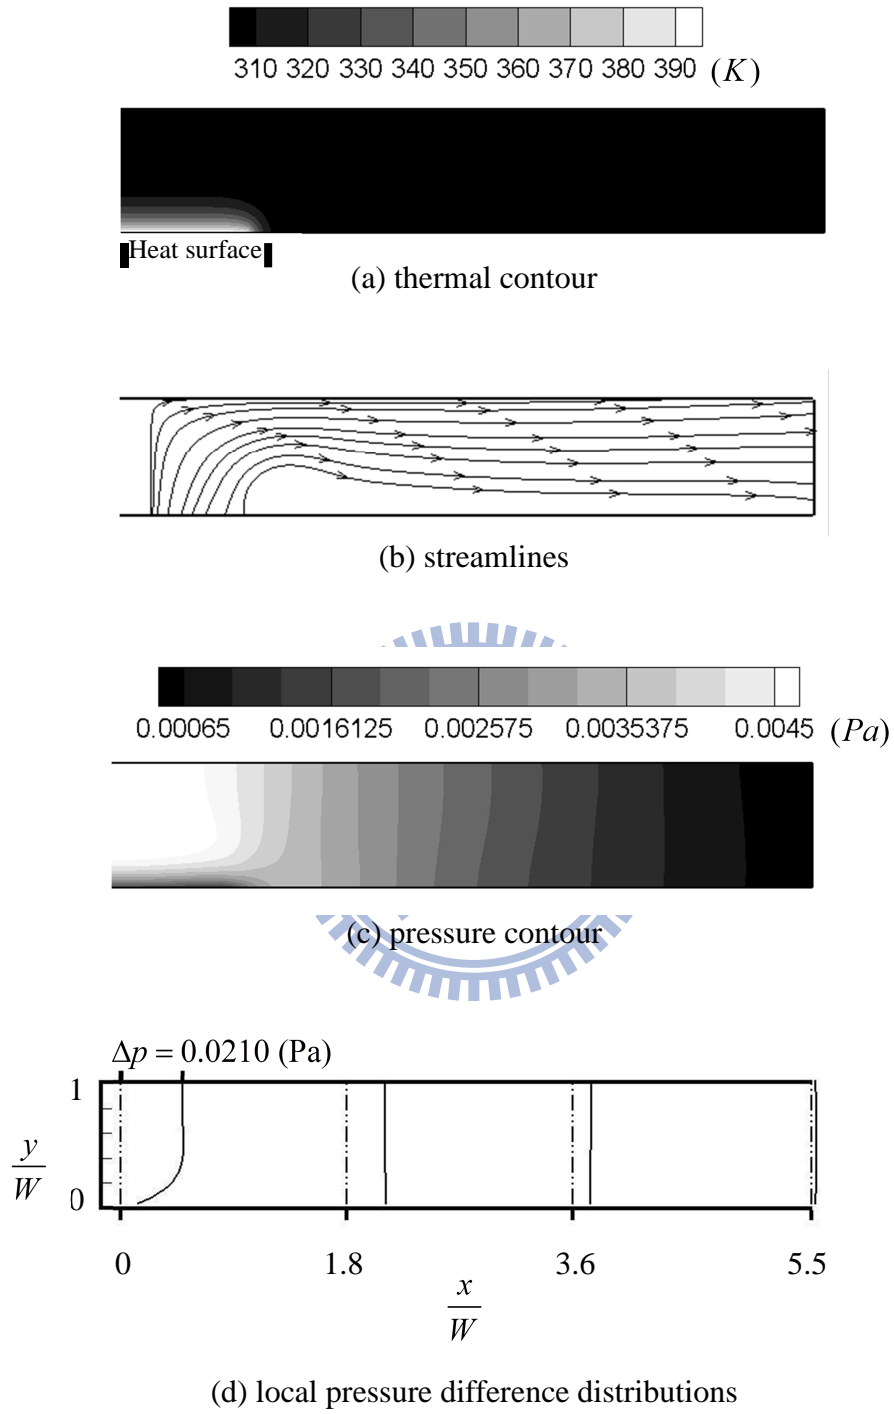 310 320 330 340 350 360 370 380 390 (K)
Heat surface
(a) thermal contour
(b) streamlines
0.00065 0.0016125 0.002575 0.0035375 0.0045 (Pa)
(c) pressure contour
Δp = 0.0210 (Pa)
1
y
W
0
0 1.8 3.6 5.5
x
W
(d) local pressure difference distributions